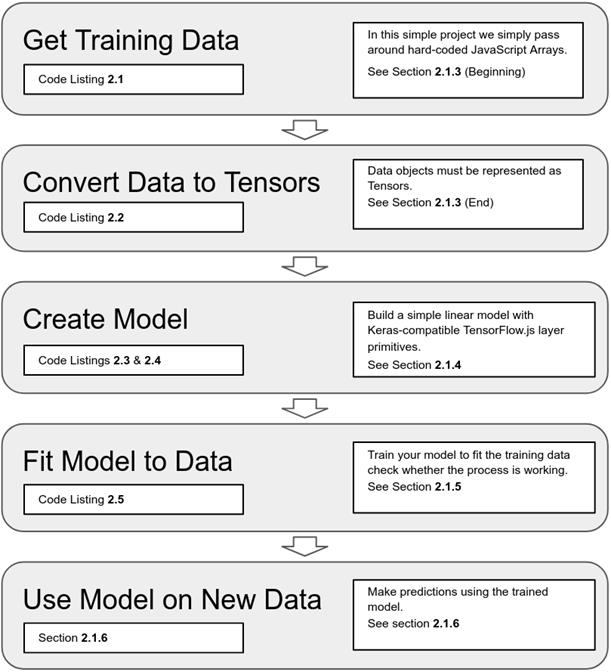 Get Training Data
Code Listing 2.1
In this simple project we simply pass
around hard-coded JavaScript Arrays.
See Section 2.1.3 (Beginning)
Convert Data to Tensors
Code Listing 2.2
Data objects must be represented as
Tensors.
See Section 2.1.3 (End)
Create Model
Code Listings 2.3 & 2.4
Build a simple linear model with
Keras-compatible TensorFlow.js layer
primitives.
See Section 2.1.4
Fit Model to Data
Code Listing 2.5
Train your model to fit the training data
check whether the process is working.
See Section 2.1.5
Use Model on New Data
Section 2.1.6
Make predictions using the trained
model.
See section 2.1.6